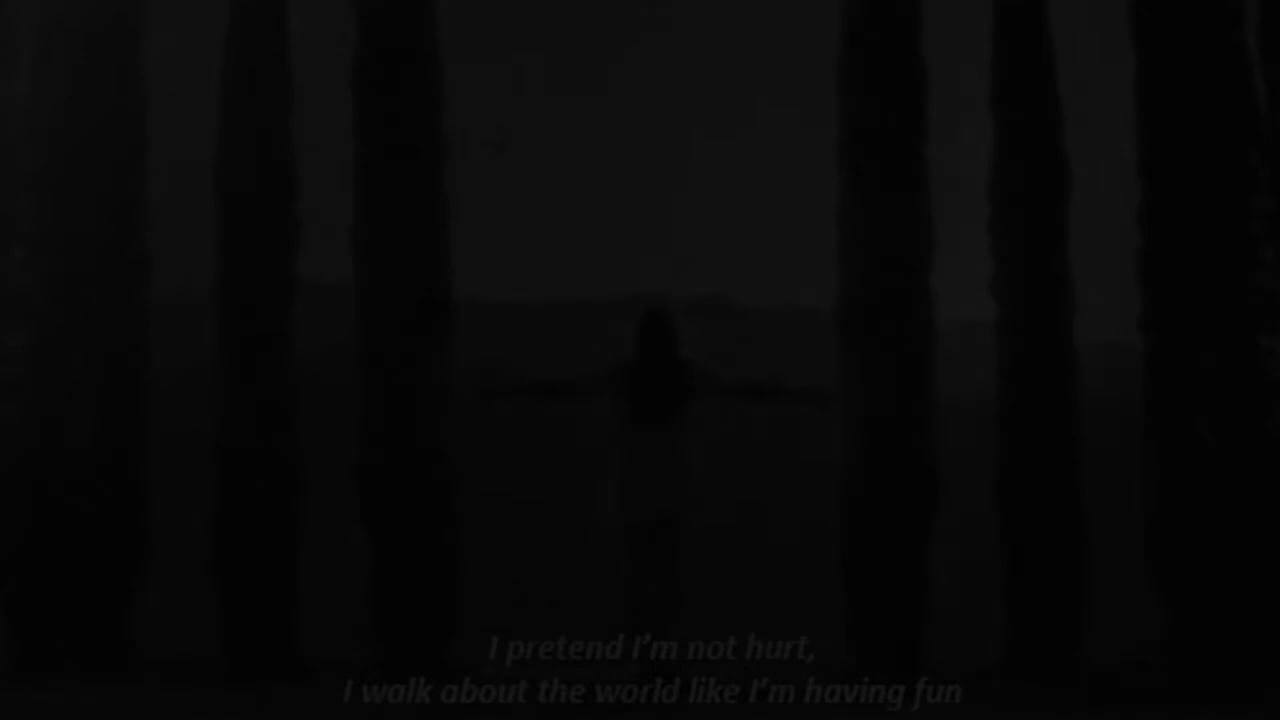 I pretend I'm not hurt,
I walk about the world like I'm having fun